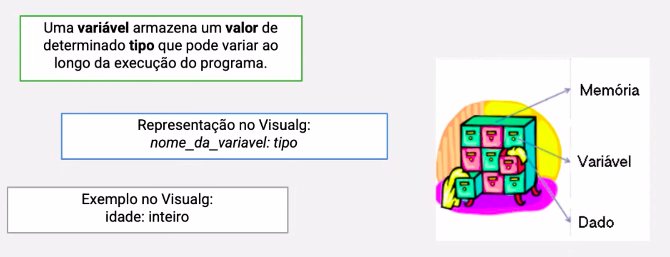 Uma variável armazena um valor de
determinado tipo que pode variar ao
longo da execução do programa.
Representação no Visualg:
nome_da_variavel: tipo
Exemplo no Visualg:
idade: inteiro
Memória
Variável
Dado